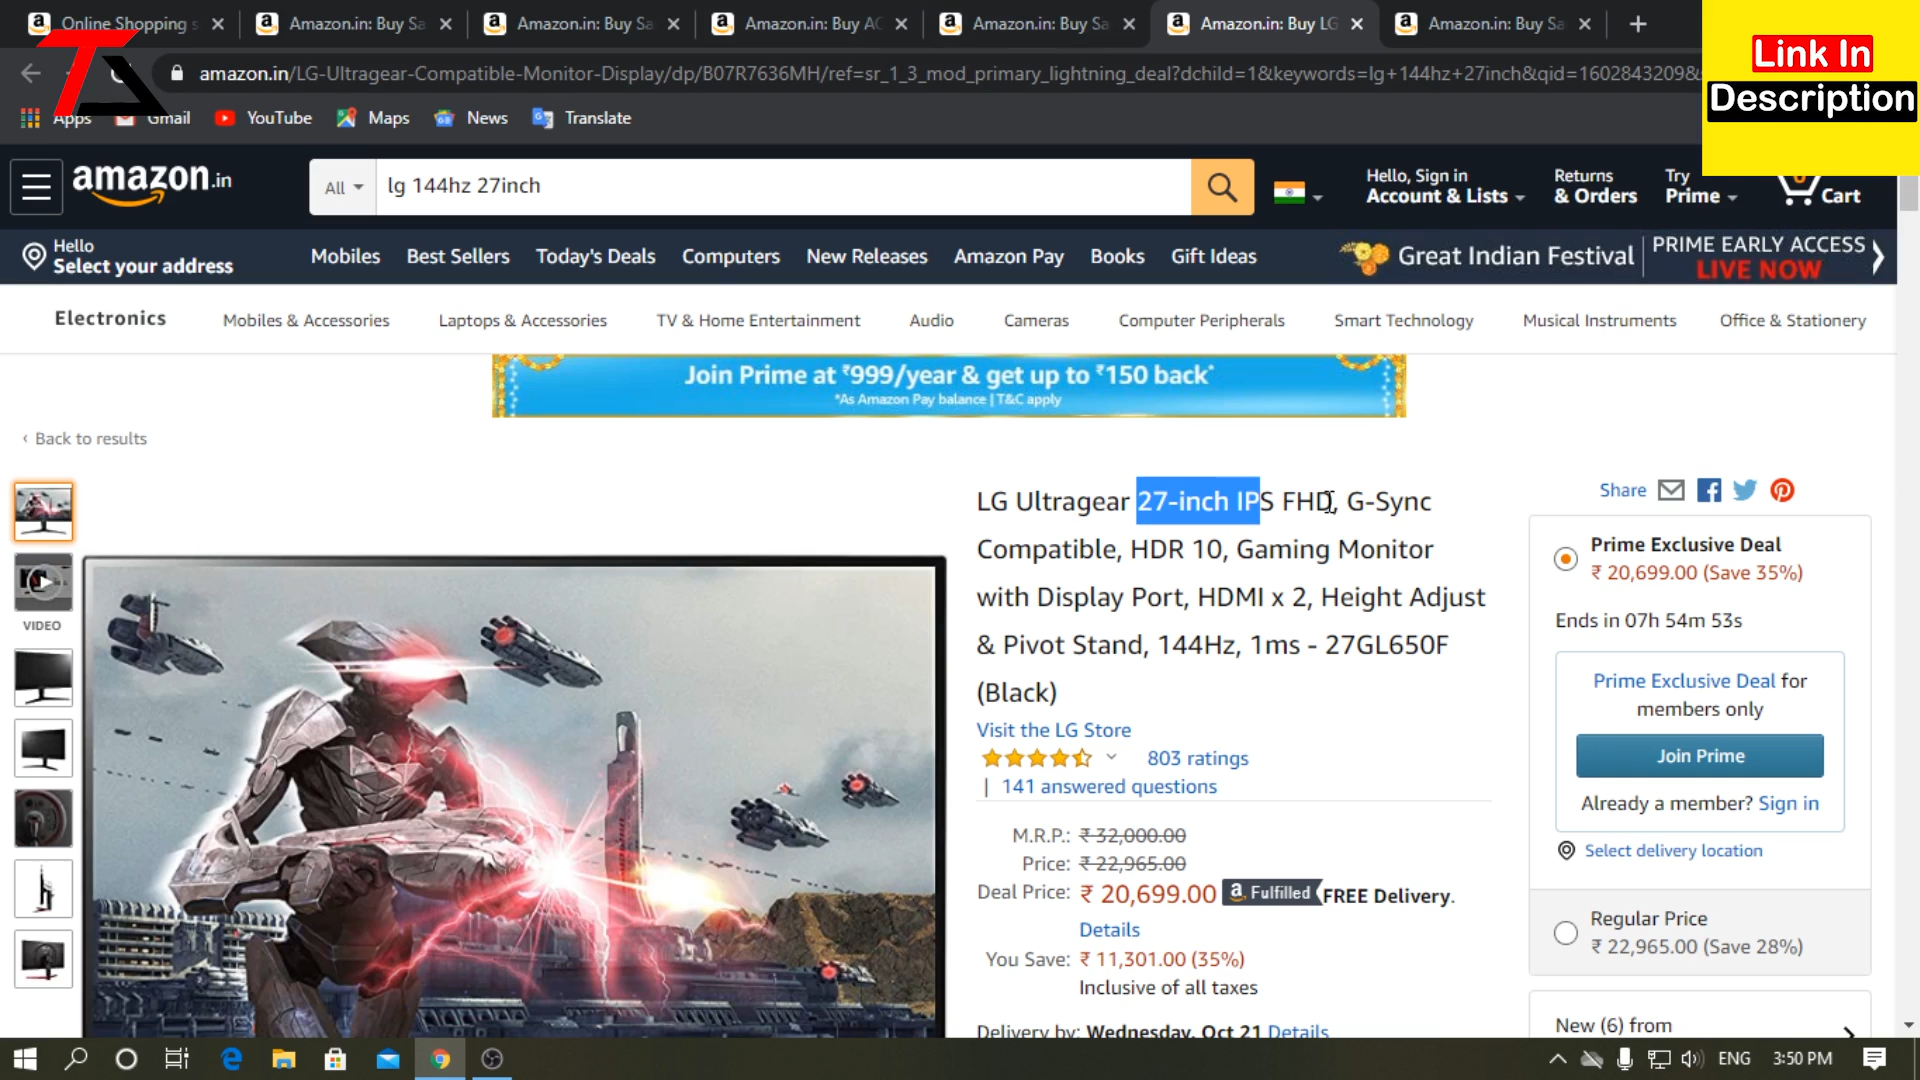 Online Shopping s
Amazon.in: Buy Sa
Amazon.in: Buy Sa
Amazon.in: Buy AC
Amazon.in: Buy Sa
Amazon.in: Buy LG
Amazon.in: Buy Sa
Link In
Description
amazon.in/LG-Ultragear-Compatible-Monitor-Display/dp/B07R7636MH/ref=sr_1_3_mod_primary_lightning_deal?dchild=1&keywords=lg+144hz+27inch&qid=1602843209&
Apps
Gmail
YouTube
Maps
News
Translate
amazon.in
All
lg 144hz 27inch
Hello, Sign in
Account & Lists
Returns
& Orders
Try
Prime
0
Cart
Hello
Select your address
Mobiles
Best Sellers
Today's Deals
Computers
New Releases
Amazon Pay
Books
Gift Ideas
Great Indian Festival
PRIME EARLY ACCESS
LIVE NOW
Electronics
Mobiles & Accessories
Laptops & Accessories
TV & Home Entertainment
Audio
Cameras
Computer Peripherals
Smart Technology
Musical Instruments
Office & Stationery
Join Prime at ₹999/year & get up to ₹150 back*
*As Amazon Pay balance | T&C apply
‹ Back to results
VIDEO
LG Ultragear 27-inch IPS FHD, G-Sync
Compatible, HDR 10, Gaming Monitor
with Display Port, HDMI x 2, Height Adjust
& Pivot Stand, 144Hz, 1ms - 27GL650F
(Black)
Visit the LG Store
803 ratings
| 141 answered questions
M.R.P.: ₹ 32,000.00
Price: ₹ 22,965.00
Deal Price: ₹ 20,699.00 a Fulfilled FREE Delivery.
Details
You Save: ₹ 11,301.00 (35%)
Inclusive of all taxes
Delivery by: Wednesday, Oct 21 Details
Share
Prime Exclusive Deal
₹ 20,699.00 (Save 35%)
Ends in 07h 54m 53s
Prime Exclusive Deal for
members only
Join Prime
Already a member? Sign in
Select delivery location
Regular Price
₹ 22,965.00 (Save 28%)
New (6) from
ENG
3:50 PM